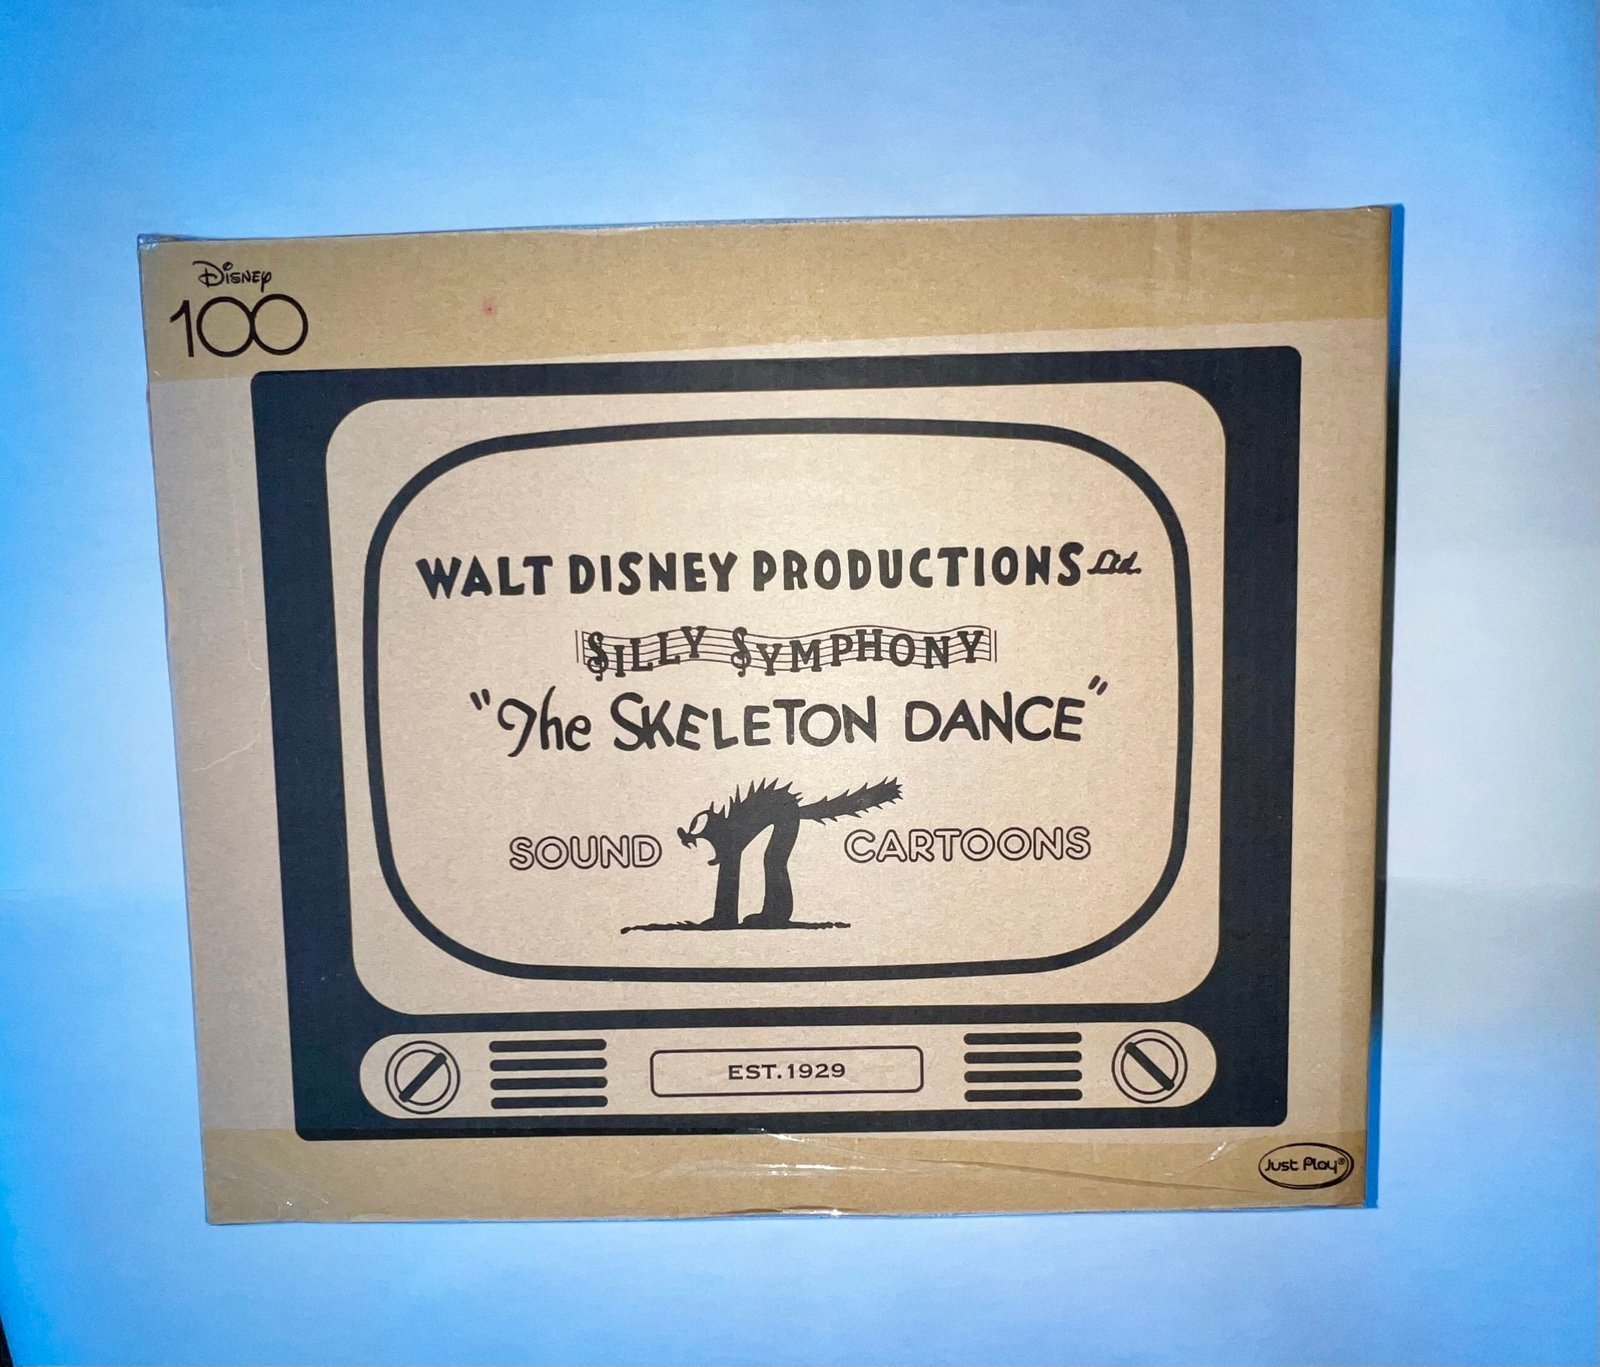 Disney
100
WALT DISNEY PRODUCTIONS Ltd.
SILLY SYMPHONY
"The SKELETON DANCE"
SOUND CARTOONS
EST. 1929
Just Play®